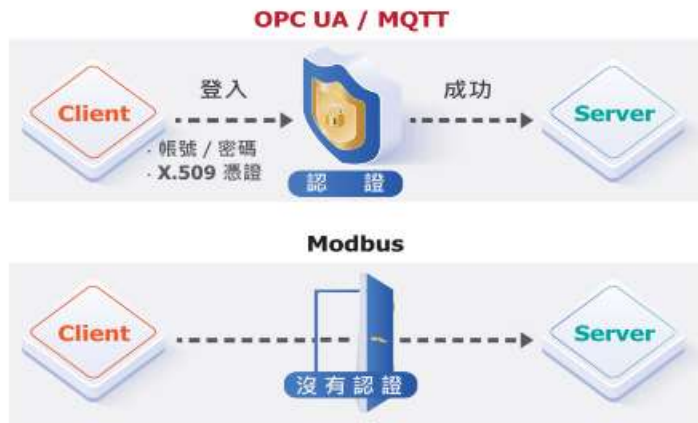 OPC UA / MQTT
Client
登入
成功
Server
· 帳號 / 密碼
· X.509 憑證
認 證
Modbus
Client
Server
沒有認證